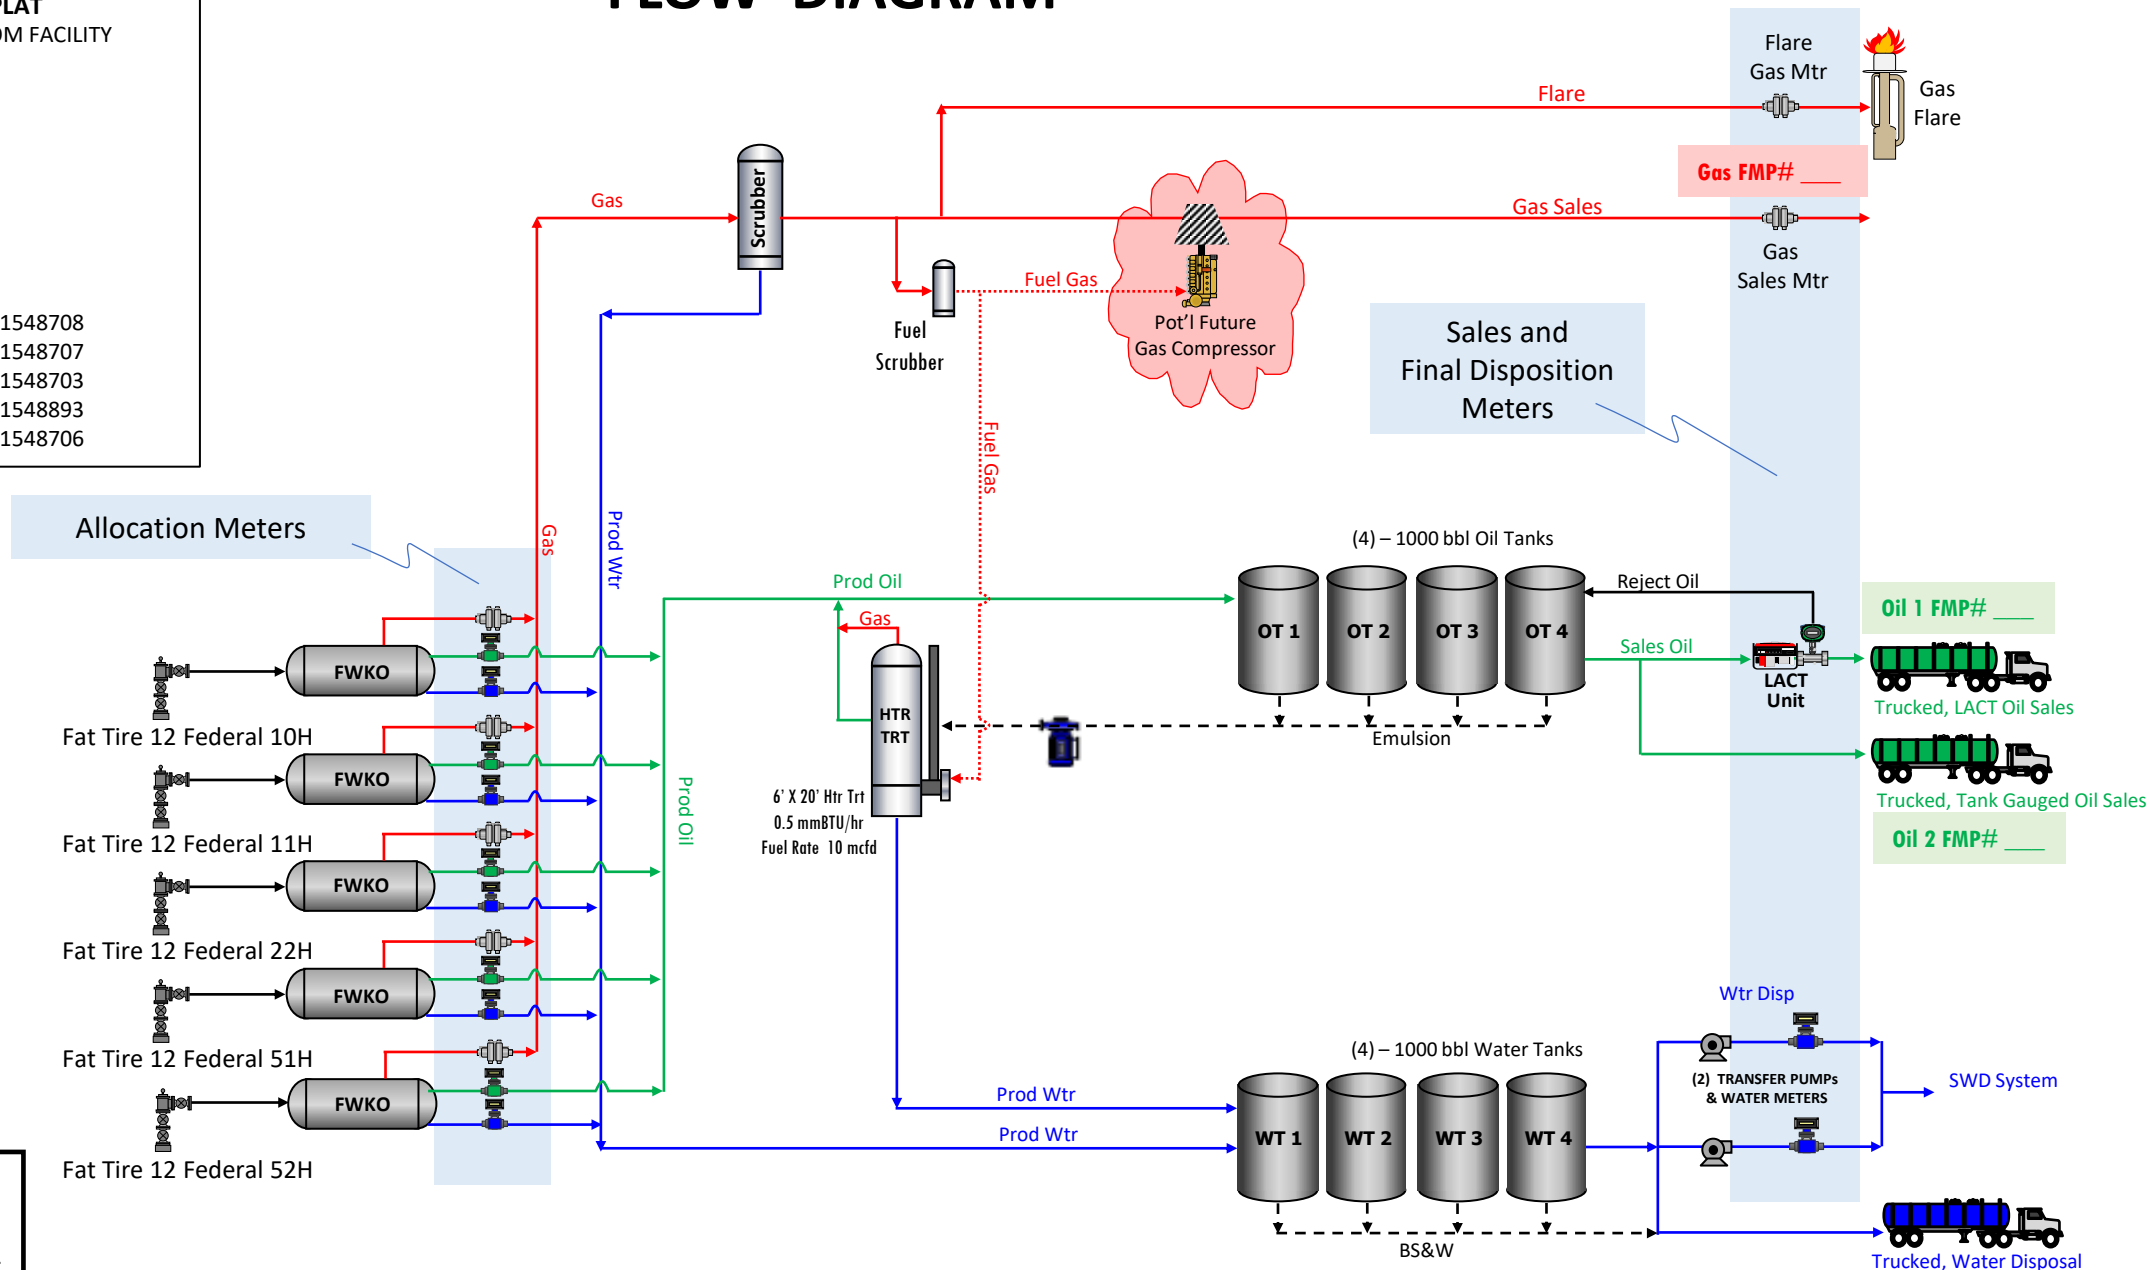 FLOW DIAGRAM
PLAT
OM FACILITY
1548708
1548707
1548703
1548893
1548706
Flare
Gas Mtr
Gas
Flare
Flare
Gas FMP# ___
Gas
Scrubber
Gas Sales
Gas
Sales Mtr
Fuel Gas
Fuel
Scrubber
Pot'l Future
Gas Compressor
Sales and
Final Disposition
Meters
Fuel Gas
Allocation Meters
Gas
Prod Wtr
(4) – 1000 bbl Oil Tanks
Prod Oil
Reject Oil
Oil 1 FMP# ___
Gas
OT 1
OT 2
OT 3
OT 4
Sales Oil
LACT
Unit
Trucked, LACT Oil Sales
FWKO
Fat Tire 12 Federal 10H
HTR
TRT
Emulsion
Trucked, Tank Gauged Oil Sales
Oil 2 FMP# ___
FWKO
Fat Tire 12 Federal 11H
Prod Oil
6' X 20' Htr Trt
0.5 mmBTU/hr
Fuel Rate 10 mcfd
FWKO
Fat Tire 12 Federal 22H
FWKO
Fat Tire 12 Federal 51H
FWKO
Fat Tire 12 Federal 52H
Wtr Disp
(4) – 1000 bbl Water Tanks
(2) TRANSFER PUMPs
& WATER METERS
SWD System
Prod Wtr
Prod Wtr
WT 1
WT 2
WT 3
WT 4
BS&W
Trucked, Water Disposal